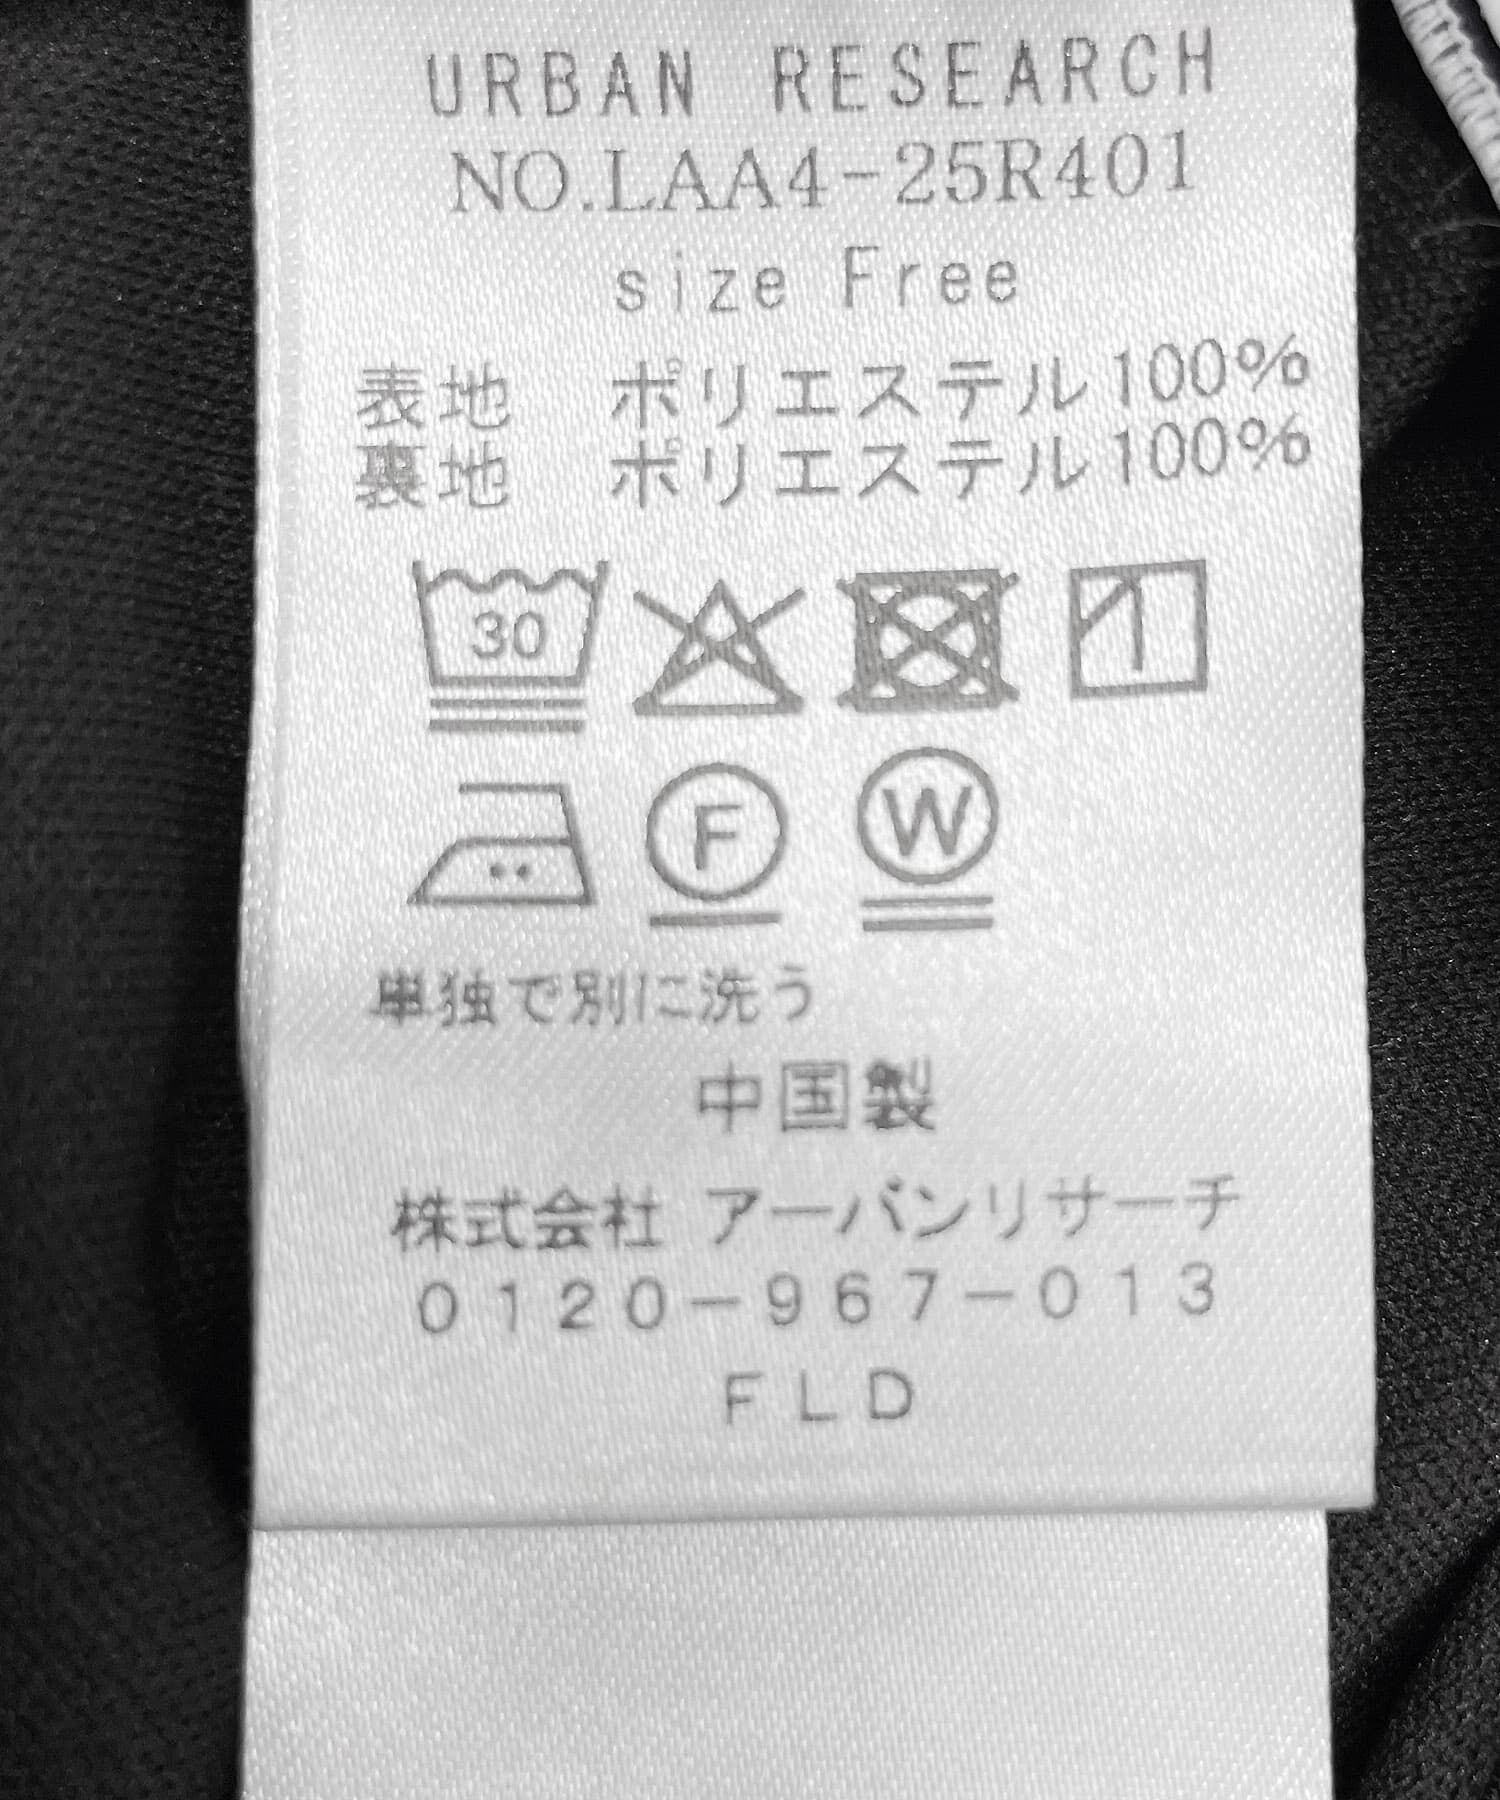 URBAN RESEARCH
NO.LAA4-25R401
size Free
表地 ポリエステル100%
裏地 ポリエステル100%
30
F W
単独で別に洗う
中国製
株式会社 アーバンリサーチ
0120-967-013
FLD